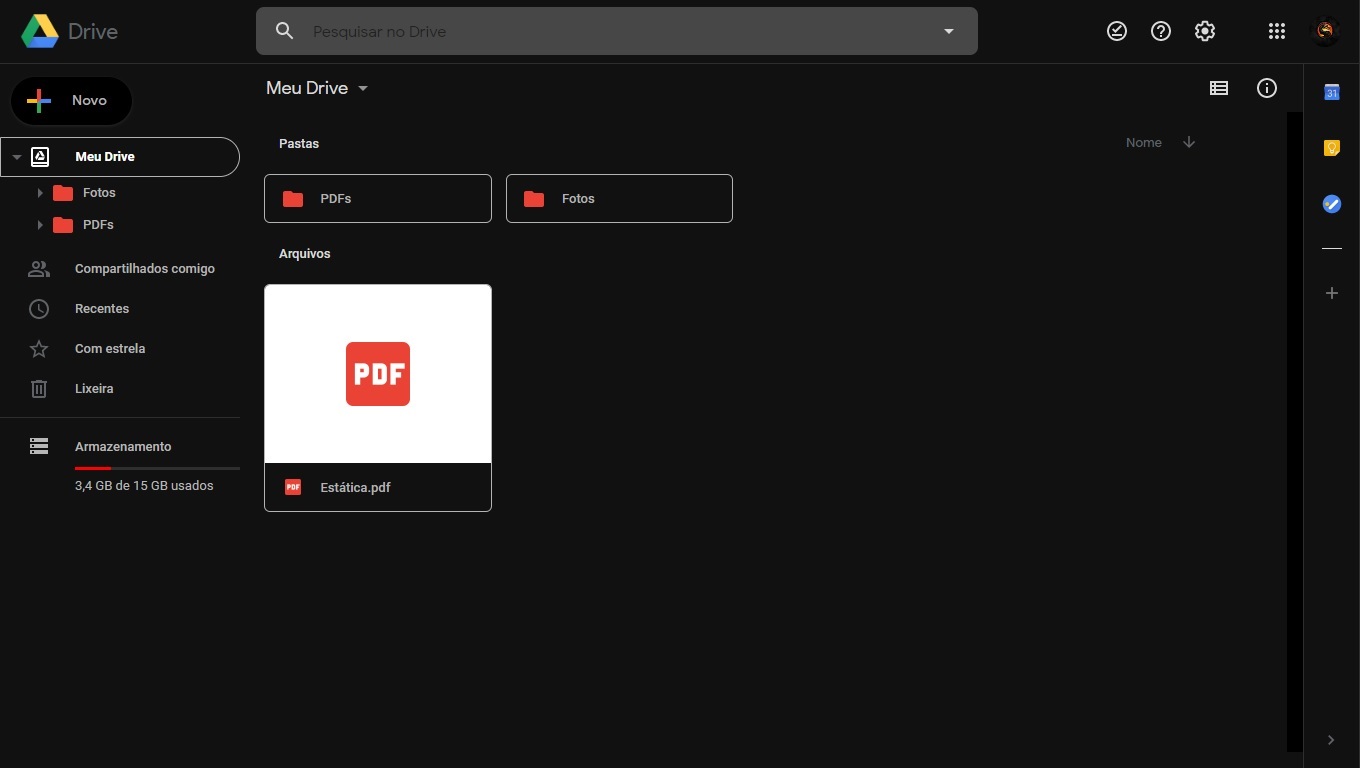 Drive
Pesquisar no Drive
Novo
Meu Drive
Fotos
PDFs
Compartilhados comigo
Recentes
Com estrela
Lixeira
Armazenamento
3,4 GB de 15 GB usados
Meu Drive
Pastas
Nome
PDFs
Fotos
Arquivos
PDF
PDF
Estática.pdf
31